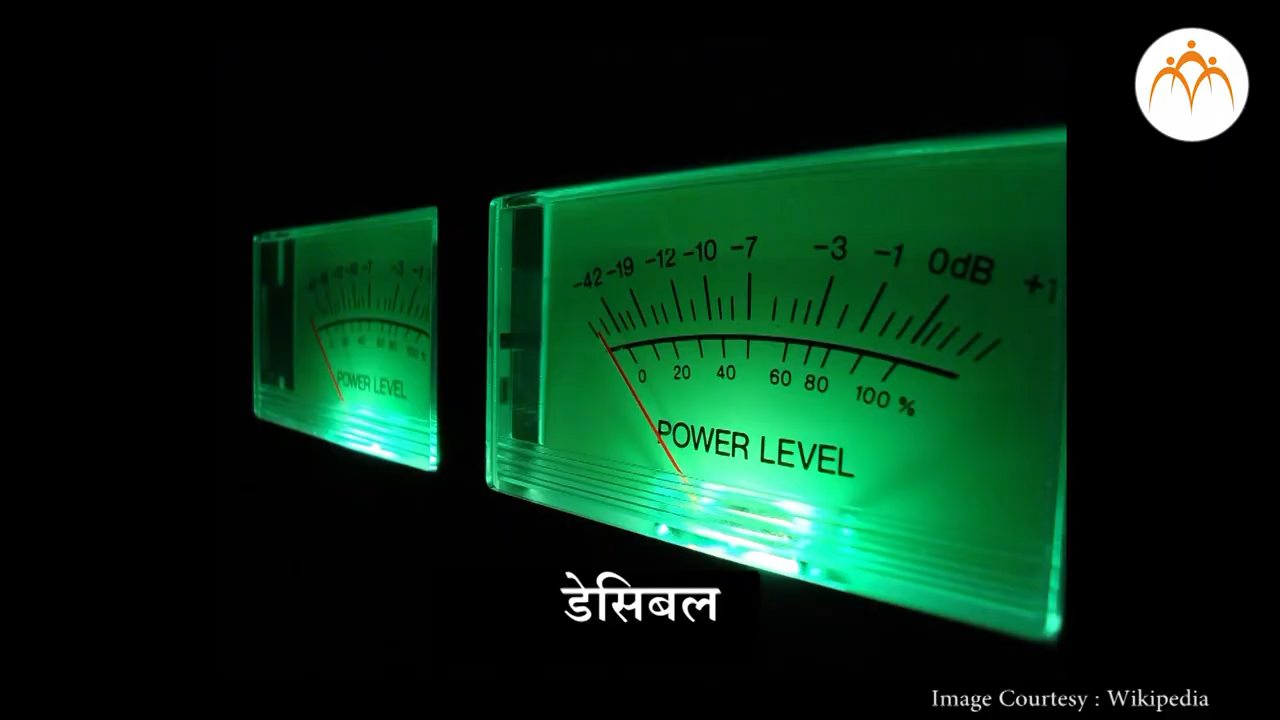 -42 -19 -12 -10 -7 -3 -1 0dB +1
0 20 40 60 80 100 %
POWER LEVEL
POWER LEVEL
डेसिबल
Image Courtesy : Wikipedia